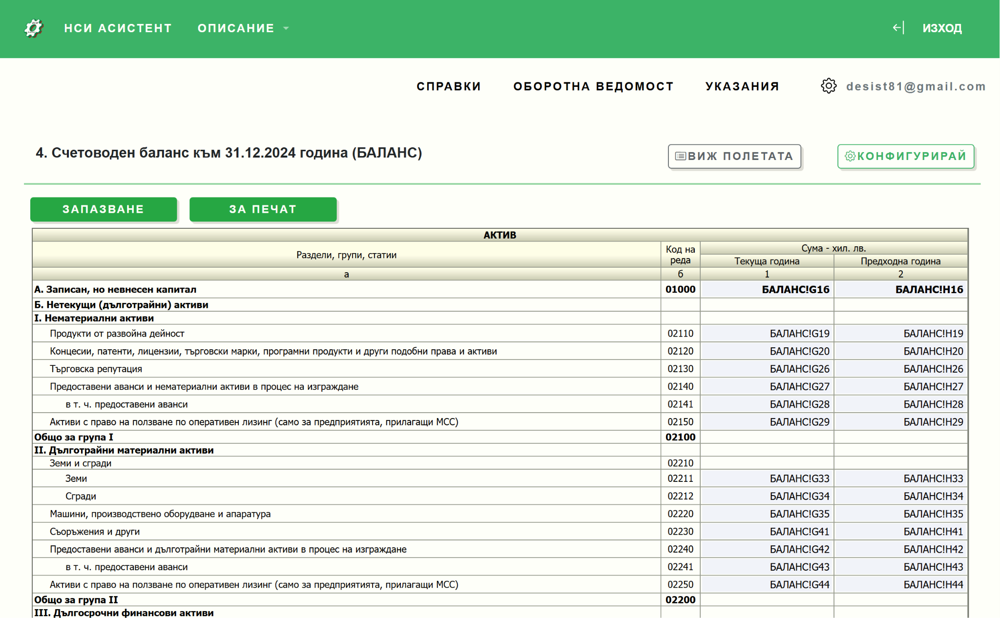 НСИ АСИСТЕНТ ОПИСАНИЕ ИЗХОД
СПРАВКИ ОБОРОТНА ВЕДОМОСТ УКАЗАНИЯ desist81@gmail.com
4. Счетоводен баланс към 31.12.2024 година (БАЛАНС) ВИЖ ПОЛЕТАТА КОНФИГУРИРАЙ
ЗАПАЗВАНЕ ЗА ПЕЧАТ
АКТИВ
Раздели, групи, статии Код на реда Сума - хил. лв.
Текуща година Предходна година
а б 1 2
А. Записан, но невнесен капитал 01000 БАЛАНС!G16 БАЛАНС!H16
Б. Нетекущи (дълготрайни) активи
I. Нематериални активи
Продукти от развойна дейност 02110 БАЛАНС!G19 БАЛАНС!H19
Концесии, патенти, лицензии, търговски марки, програмни продукти и други подобни права и активи 02120 БАЛАНС!G20 БАЛАНС!H20
Търговска репутация 02130 БАЛАНС!G26 БАЛАНС!H26
Предоставени аванси и нематериални активи в процес на изграждане 02140 БАЛАНС!G27 БАЛАНС!H27
в т. ч. предоставени аванси 02141 БАЛАНС!G28 БАЛАНС!H28
Активи с право на ползване по оперативен лизинг (само за предприятията, прилагащи МСС) 02150 БАЛАНС!G29 БАЛАНС!H29
Общо за група I 02100
II. Дълготрайни материални активи
Земи и сгради 02210
Земи 02211 БАЛАНС!G33 БАЛАНС!H33
Сгради 02212 БАЛАНС!G34 БАЛАНС!H34
Машини, производствено оборудване и апаратура 02220 БАЛАНС!G35 БАЛАНС!H35
Съоръжения и други 02230 БАЛАНС!G41 БАЛАНС!H41
Предоставени аванси и дълготрайни материални активи в процес на изграждане 02240 БАЛАНС!G42 БАЛАНС!H42
в т. ч. предоставени аванси 02241 БАЛАНС!G43 БАЛАНС!H43
Активи с право на ползване по оперативен лизинг (само за предприятията, прилагащи МСС) 02250 БАЛАНС!G44 БАЛАНС!H44
Общо за група II 02200
III. Дългосрочни финансови активи